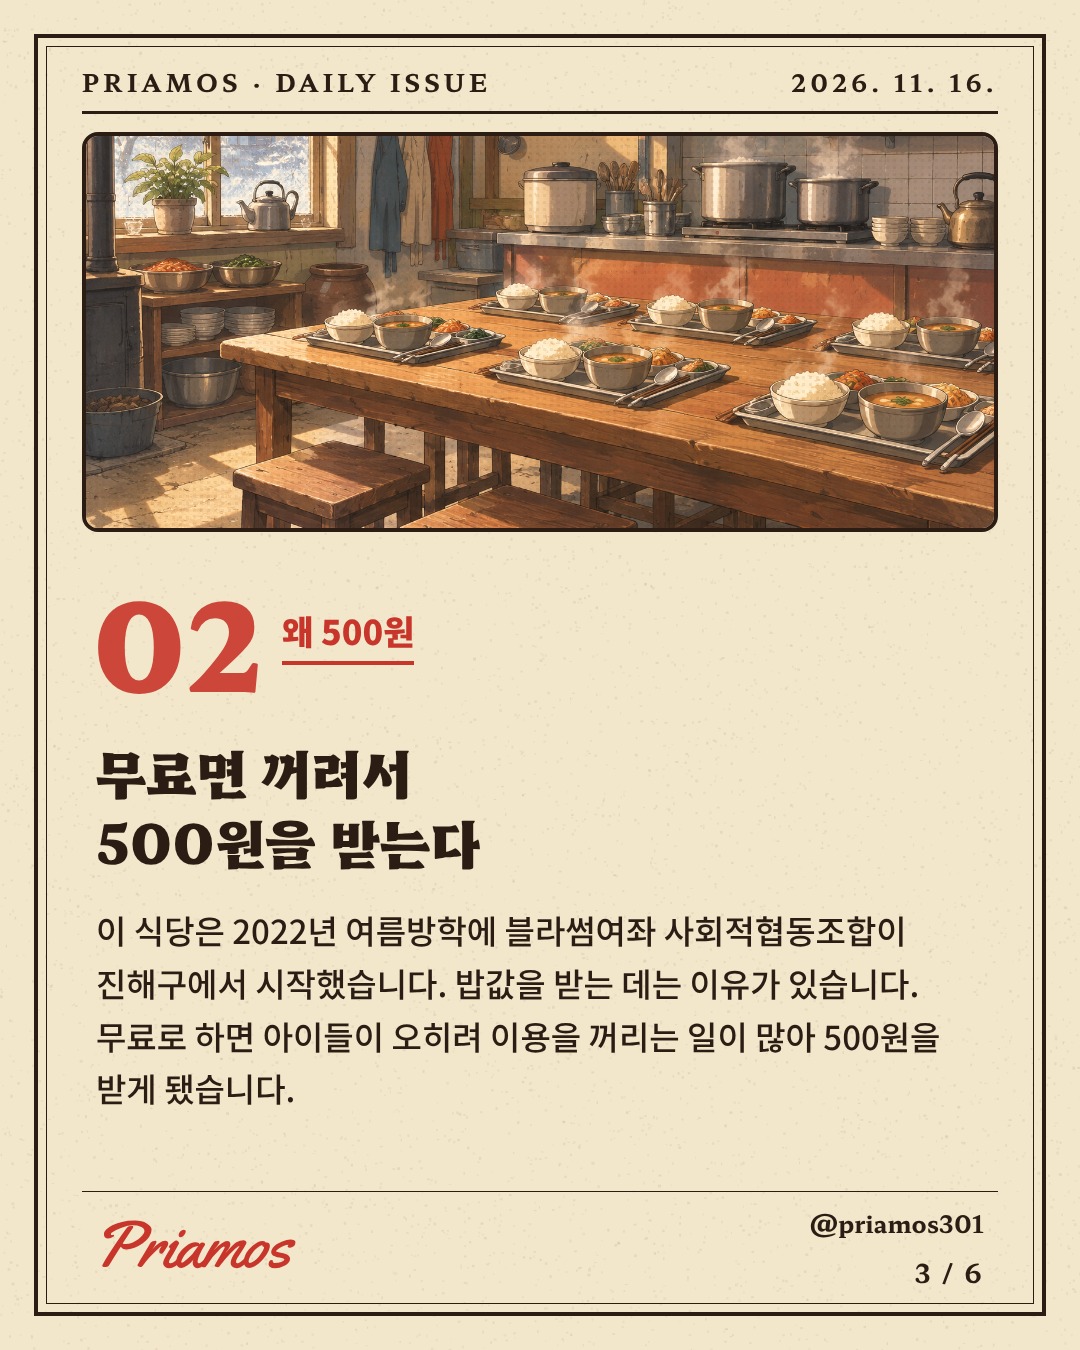 PRIAMOS · DAILY ISSUE
2026. 11. 16.
02
왜 500원
무료면 꺼려서
500원을 받는다
이 식당은 2022년 여름방학에 블라썸여좌 사회적협동조합이
진해구에서 시작했습니다. 밥값을 받는 데는 이유가 있습니다.
무료로 하면 아이들이 오히려 이용을 꺼리는 일이 많아 500원을
받게 됐습니다.
Priamos
@priamos301
3 / 6